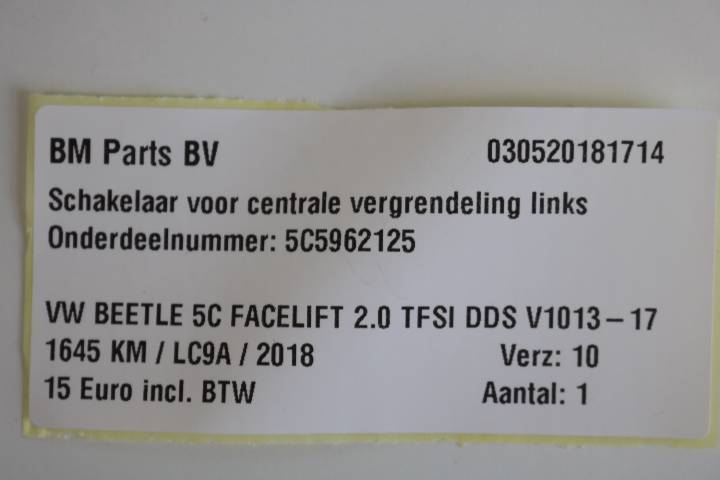 BM Parts BV 030520181714
Schakelaar voor centrale vergrendeling links
Onderdeelnummer: 5C5962125
VW BEETLE 5C FACELIFT 2.0 TFSI DDS V1013-17
1645 KM / LC9A / 2018 Verz: 10
15 Euro incl. BTW Aantal: 1